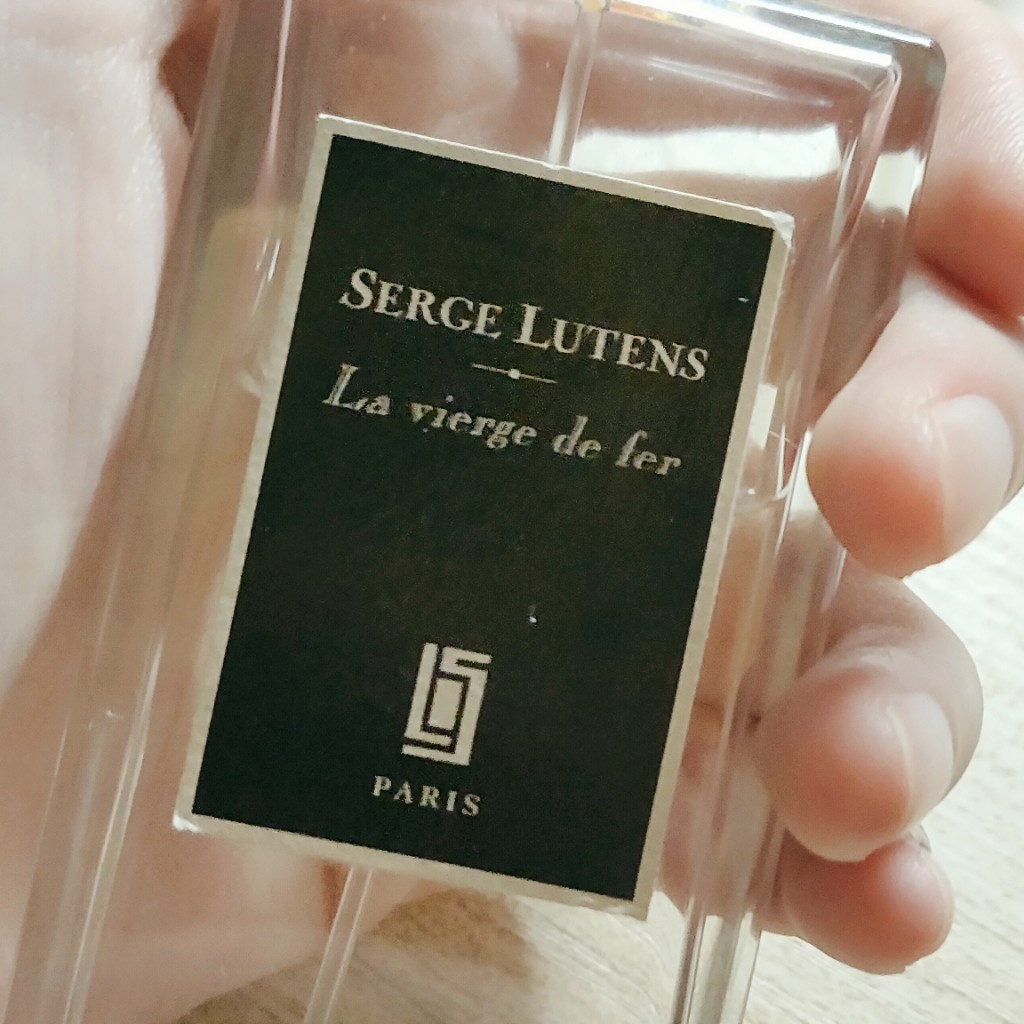 SERGE LUTENS
La vierge de fer
PARIS